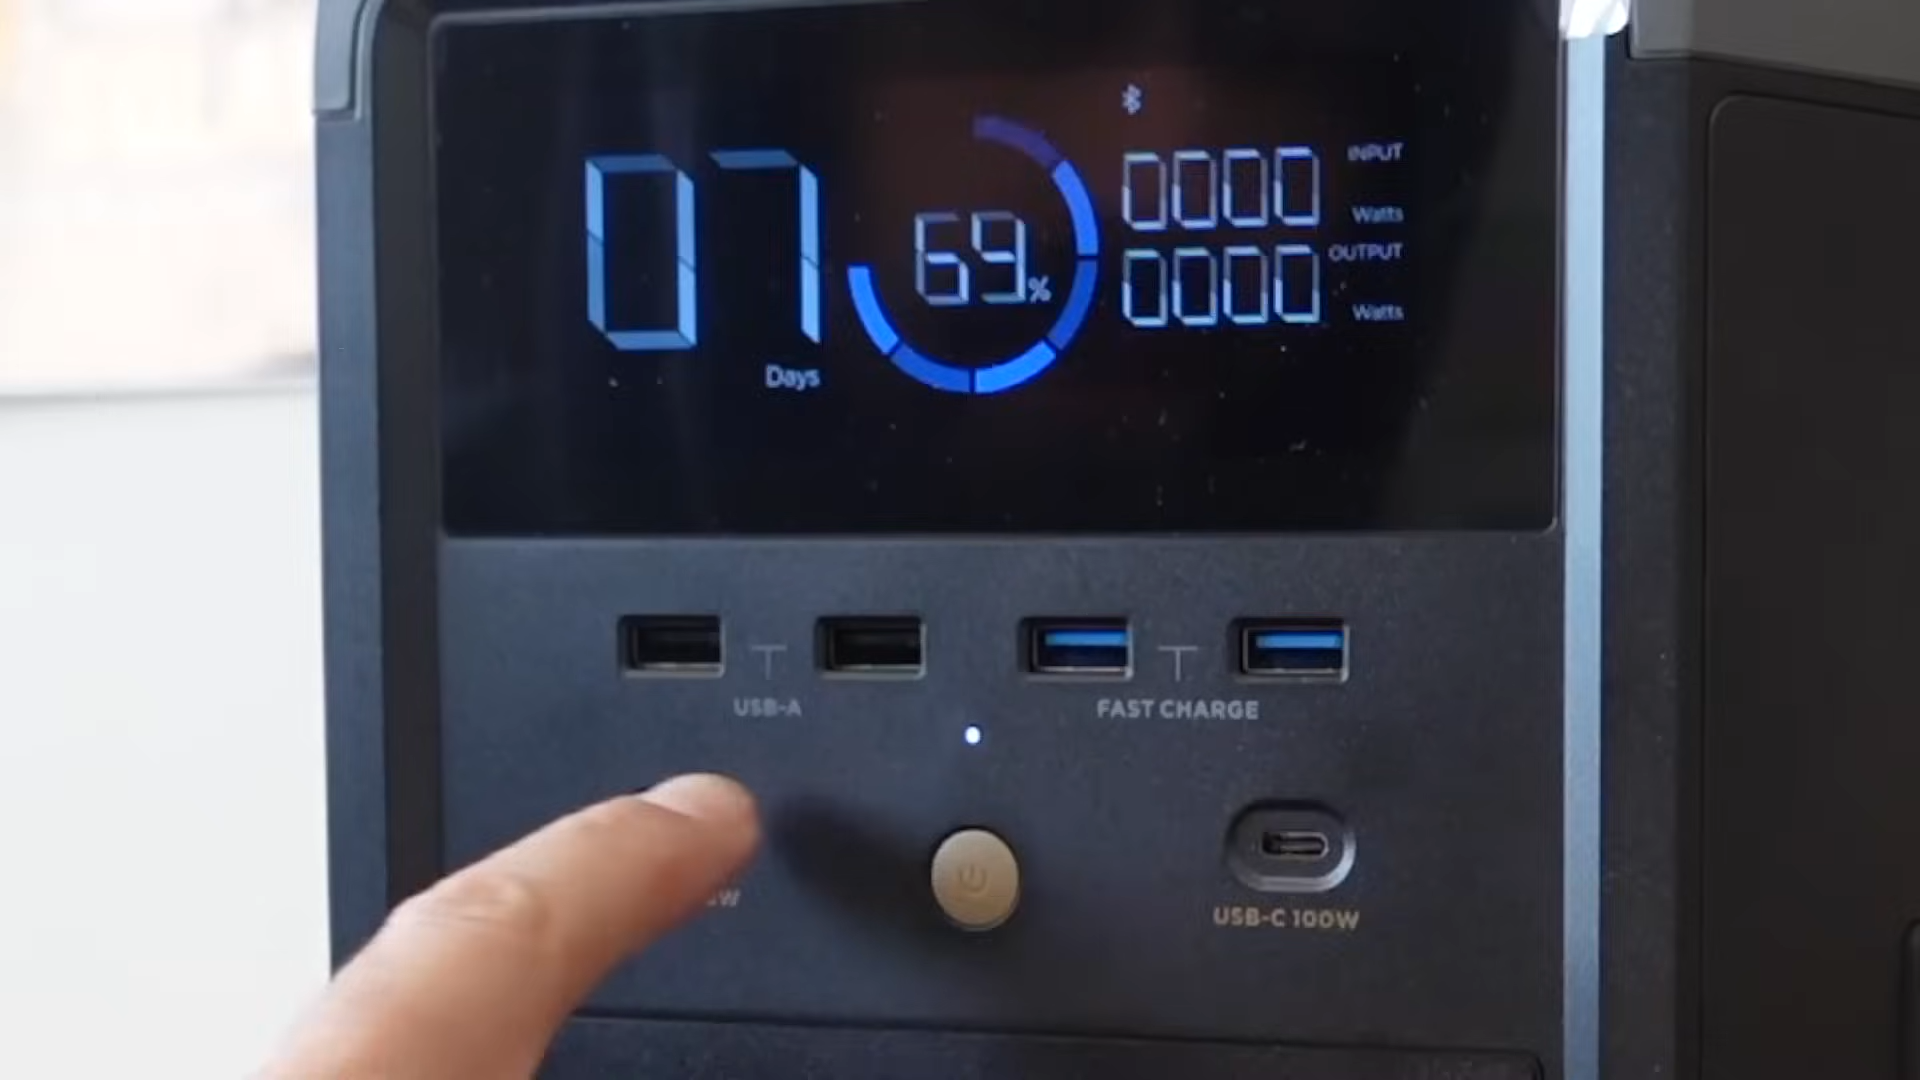 07
Days
69%
0000 INPUT
Watts
0000 OUTPUT
Watts
USB-A
FAST CHARGE
USB-C 100W